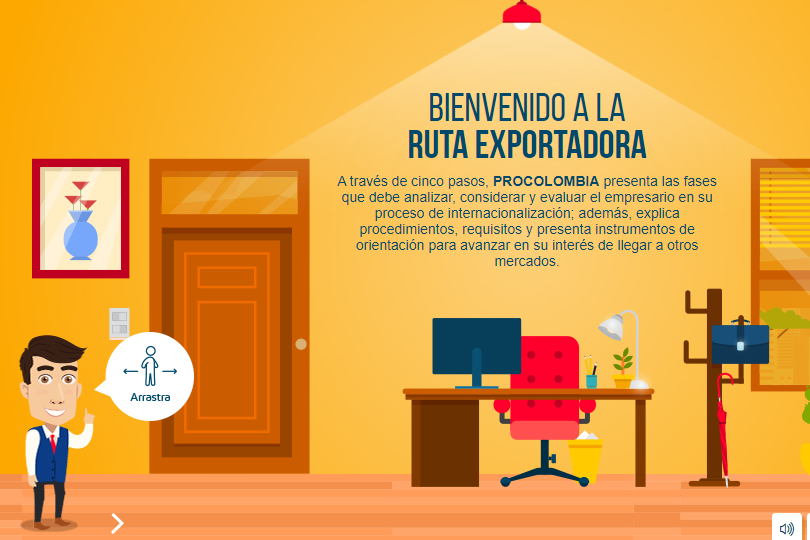 BIENVENIDO A LA
RUTA EXPORTADORA
A través de cinco pasos, PROCOLOMBIA presenta las fases
que debe analizar, considerar y evaluar el empresario en su
proceso de internacionalización; además, explica
procedimientos, requisitos y presenta instrumentos de
orientación para avanzar en su interés de llegar a otros
mercados.
Arrastra